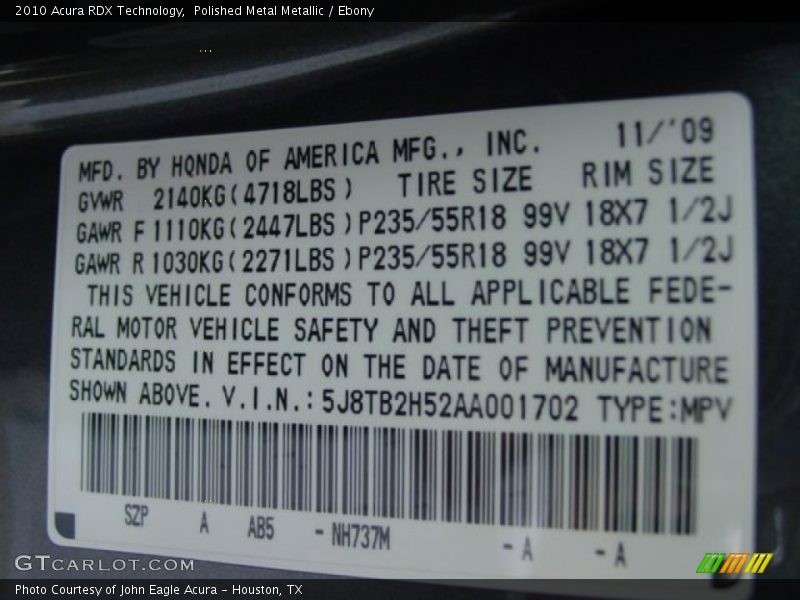 2010 Acura RDX Technology,  Polished Metal Metallic / Ebony
MFD. BY HONDA OF AMERICA MFG., INC. 11/'09
GVWR 2140KG(4718LBS) TIRE SIZE RIM SIZE
GAWR F 1110KG(2447LBS) P235/55R18 99V 18X7 1/2J
GAWR R 1030KG(2271LBS) P235/55R18 99V 18X7 1/2J
THIS VEHICLE CONFORMS TO ALL APPLICABLE FEDE-
RAL MOTOR VEHICLE SAFETY AND THEFT PREVENTION
STANDARDS IN EFFECT ON THE DATE OF MANUFACTURE
SHOWN ABOVE. V.I.N.: 5J8TB2H52AA001702 TYPE:MPV
SZP A AB5 - NH737M - A - A
GTCARLOT.COM
Photo Courtesy of John Eagle Acura - Houston, TX